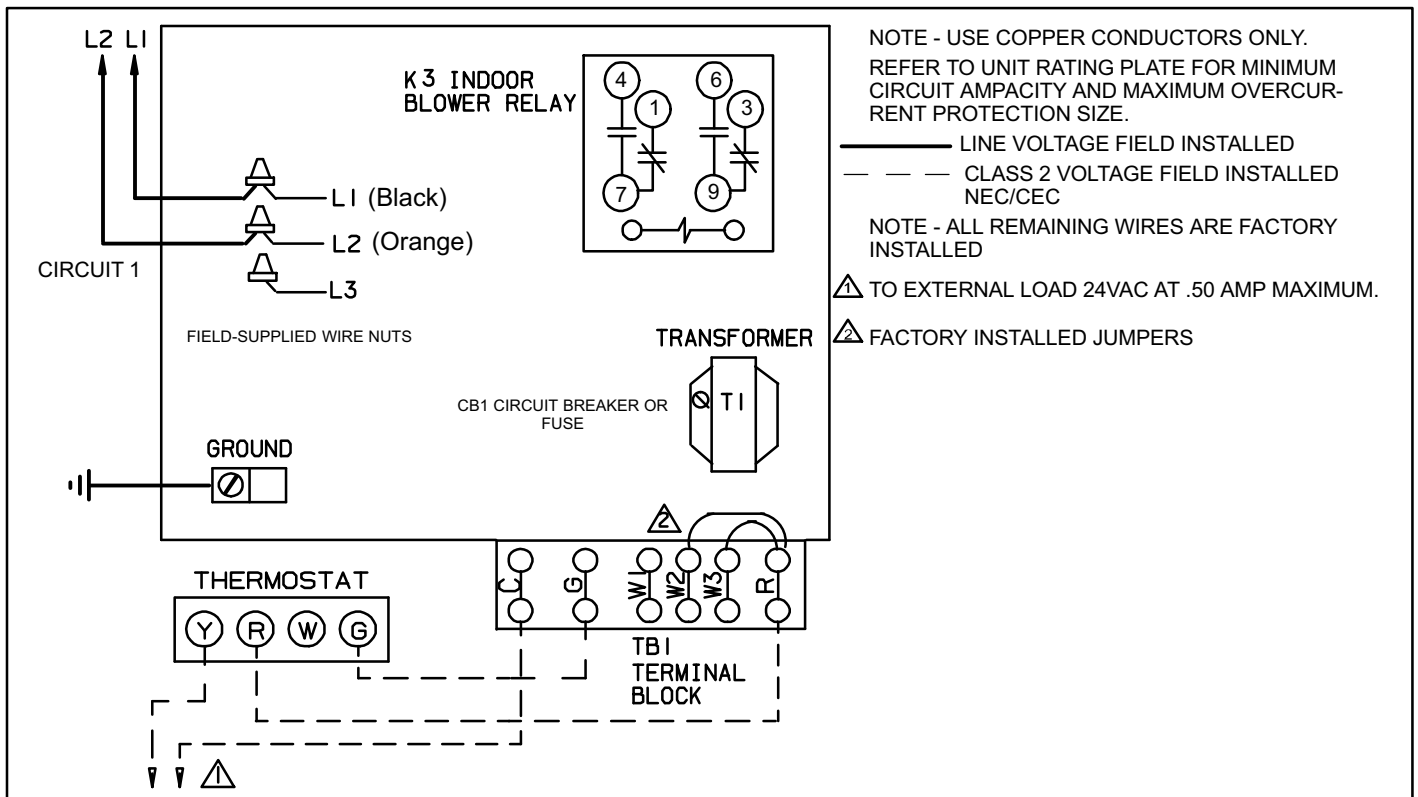 L2 L1
K3 INDOOR
BLOWER RELAY
4
6
1
3
7
9
L1 (Black)
L2 (Orange)
L3
CIRCUIT 1
FIELD-SUPPLIED WIRE NUTS
TRANSFORMER
CB1 CIRCUIT BREAKER OR
FUSE
T1
GROUND
2
C
G
W1
W2
W3
R
THERMOSTAT
Y R W G
TB1
TERMINAL
BLOCK
1
NOTE - USE COPPER CONDUCTORS ONLY.
REFER TO UNIT RATING PLATE FOR MINIMUM
CIRCUIT AMPACITY AND MAXIMUM OVERCUR-
RENT PROTECTION SIZE.
LINE VOLTAGE FIELD INSTALLED
CLASS 2 VOLTAGE FIELD INSTALLED
NEC/CEC
NOTE - ALL REMAINING WIRES ARE FACTORY
INSTALLED
1 TO EXTERNAL LOAD 24VAC AT .50 AMP MAXIMUM.
2 FACTORY INSTALLED JUMPERS